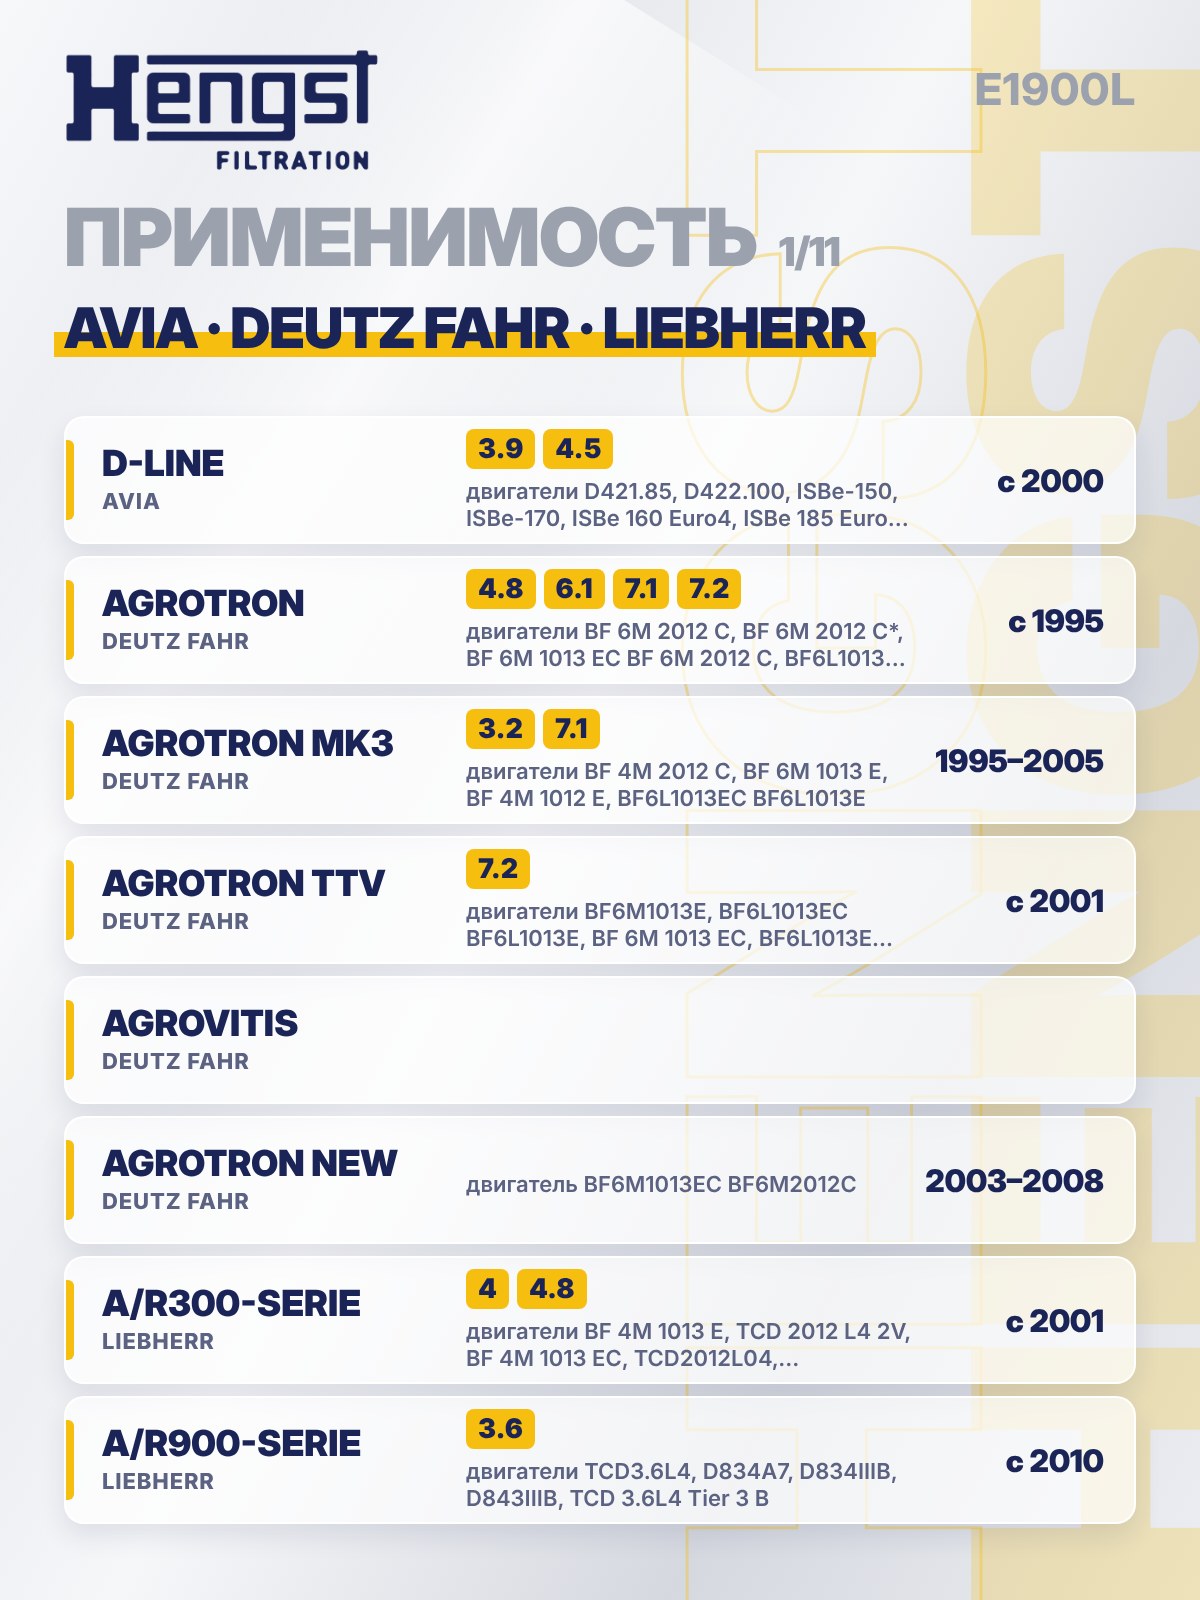 Hengst
FILTRATION
E1900L
ПРИМЕНИМОСТЬ 1/11
AVIA · DEUTZ FAHR · LIEBHERR
D-LINE
AVIA
3.9 4.5
двигатели D421.85, D422.100, ISBe-150,
ISBe-170, ISBe 160 Euro4, ISBe 185 Euro...
с 2000
AGROTRON
DEUTZ FAHR
4.8 6.1 7.1 7.2
двигатели BF 6M 2012 C, BF 6M 2012 C*,
BF 6M 1013 EC BF 6M 2012 C, BF6L1013...
с 1995
AGROTRON MK3
DEUTZ FAHR
3.2 7.1
двигатели BF 4M 2012 C, BF 6M 1013 E,
BF 4M 1012 E, BF6L1013EC BF6L1013E
1995–2005
AGROTRON TTV
DEUTZ FAHR
7.2
двигатели BF6M1013E, BF6L1013EC
BF6L1013E, BF 6M 1013 EC, BF6L1013E...
с 2001
AGROVITIS
DEUTZ FAHR
AGROTRON NEW
DEUTZ FAHR
двигатель BF6M1013EC BF6M2012C
2003–2008
A/R300-SERIE
LIEBHERR
4 4.8
двигатели BF 4M 1013 E, TCD 2012 L4 2V,
BF 4M 1013 EC, TCD2012L04,...
с 2001
A/R900-SERIE
LIEBHERR
3.6
двигатели TCD3.6L4, D834A7, D834IIIB,
D843IIIB, TCD 3.6L4 Tier 3 B
с 2010
HENGST